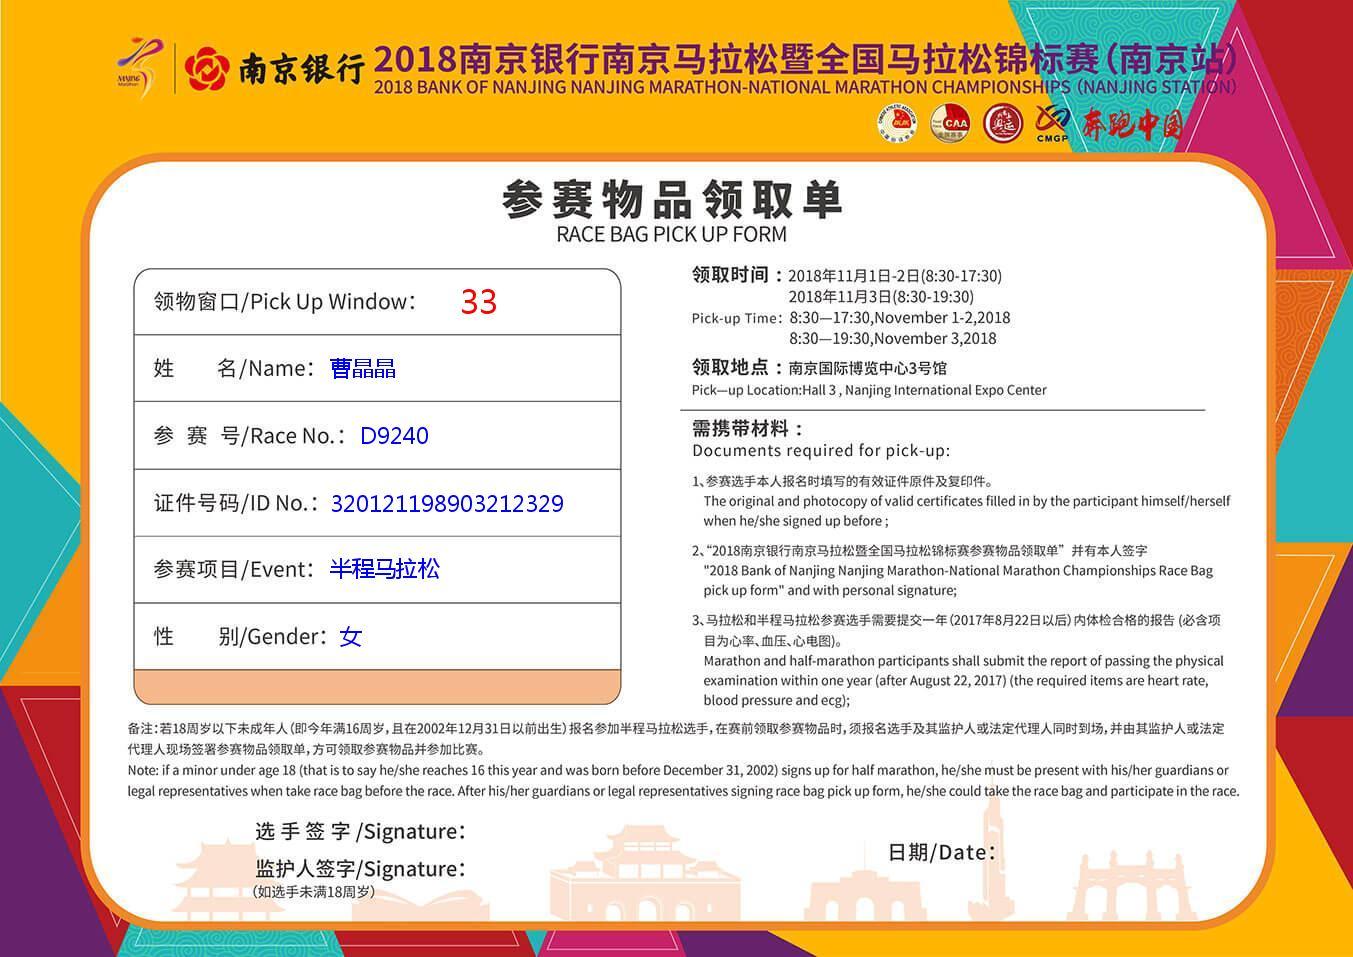 NANJING
Marathon
南京银行
2018南京银行南京马拉松暨全国马拉松锦标赛(南京站)
2018 BANK OF NANJING NANJING MARATHON-NATIONAL MARATHON CHAMPIONSHIPS (NANJING STATION)
CAA
CMGP
奔跑中国
参赛物品领取单
RACE BAG PICK UP FORM
领物窗口/Pick Up Window: 33
姓 名/Name: 曹晶晶
参 赛 号/Race No.: D9240
证件号码/ID No.: 320121198903212329
参赛项目/Event: 半程马拉松
性 别/Gender: 女
领取时间：2018年11月1日-2日(8:30-17:30)
2018年11月3日(8:30-19:30)
Pick-up Time: 8:30—17:30,November 1-2,2018
8:30—19:30,November 3,2018
领取地点：南京国际博览中心3号馆
Pick—up Location:Hall 3 , Nanjing International Expo Center
需携带材料：
Documents required for pick-up:
1、参赛选手本人报名时填写的有效证件原件及复印件。
The original and photocopy of valid certificates filled in by the participant himself/herself
when he/she signed up before ;
2、“2018南京银行南京马拉松暨全国马拉松锦标赛参赛物品领取单”并有本人签字
"2018 Bank of Nanjing Nanjing Marathon-National Marathon Championships Race Bag
pick up form" and with personal signature;
3、马拉松和半程马拉松参赛选手需要提交一年（2017年8月22日以后）内体检合格的报告 (必含项
目为心率、血压、心电图)。
Marathon and half-marathon participants shall submit the report of passing the physical
examination within one year (after August 22, 2017) (the required items are heart rate,
blood pressure and ecg);
备注：若18周岁以下未成年人（即今年满16周岁，且在2002年12月31日以前出生）报名参加半程马拉松选手，在赛前领取参赛物品时，须报名选手及其监护人或法定代理人同时到场，并由其监护人或法定
代理人现场签署参赛物品领取单，方可领取参赛物品并参加比赛。
Note: if a minor under age 18 (that is to say he/she reaches 16 this year and was born before December 31, 2002) signs up for half marathon, he/she must be present with his/her guardians or
legal representatives when take race bag before the race. After his/her guardians or legal representatives signing race bag pick up form, he/she could take the race bag and participate in the race.
选 手 签 字 /Signature:
监护人签字/Signature:
（如选手未满18周岁）
日期/Date: